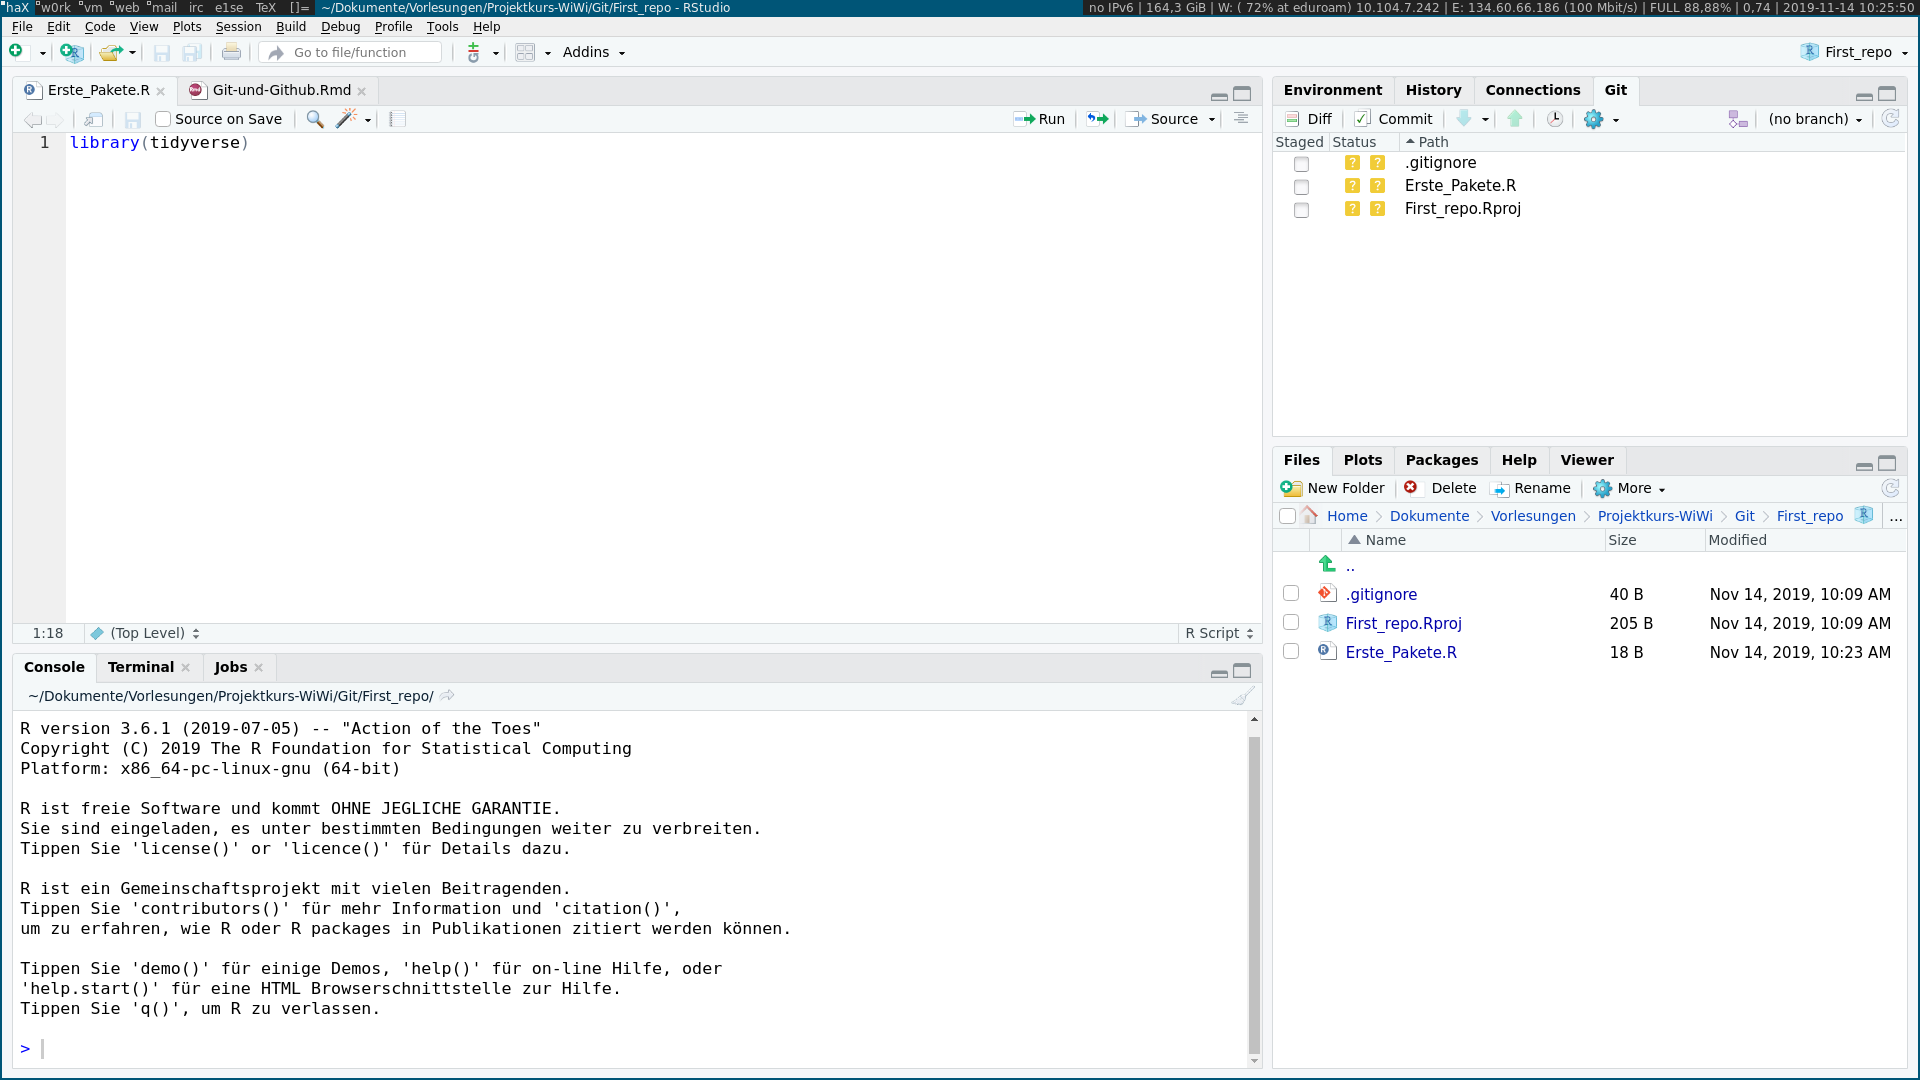 haX w0rk vm web mail irc e1se TeX []= ~/Dokumente/Vorlesungen/Projektkurs-WiWi/Git/First_repo - RStudio no IPv6 | 164,3 GiB | W: ( 72% at eduroam) 10.104.7.242 | E: 134.60.66.186 (100 Mbit/s) | FULL 88,88% | 0,74 | 2019-11-14 10:25:50
File Edit Code View Plots Session Build Debug Profile Tools Help
Go to file/function Addins First_repo
Erste_Pakete.R Git-und-Github.Rmd
Source on Save Run Source
1 library(tidyverse)
1:18 (Top Level) R Script
Console Terminal Jobs
~/Dokumente/Vorlesungen/Projektkurs-WiWi/Git/First_repo/
R version 3.6.1 (2019-07-05) -- "Action of the Toes"
Copyright (C) 2019 The R Foundation for Statistical Computing
Platform: x86_64-pc-linux-gnu (64-bit)
R ist freie Software und kommt OHNE JEGLICHE GARANTIE.
Sie sind eingeladen, es unter bestimmten Bedingungen weiter zu verbreiten.
Tippen Sie 'license()' or 'licence()' für Details dazu.
R ist ein Gemeinschaftsprojekt mit vielen Beitragenden.
Tippen Sie 'contributors()' für mehr Information und 'citation()',
um zu erfahren, wie R oder R packages in Publikationen zitiert werden können.
Tippen Sie 'demo()' für einige Demos, 'help()' für on-line Hilfe, oder
'help.start()' für eine HTML Browserschnittstelle zur Hilfe.
Tippen Sie 'q()', um R zu verlassen.
>
Environment History Connections Git
Diff Commit (no branch)
Staged Status Path
? ? .gitignore
? ? Erste_Pakete.R
? ? First_repo.Rproj
Files Plots Packages Help Viewer
New Folder Delete Rename More
Home Dokumente Vorlesungen Projektkurs-WiWi Git First_repo ...
Name Size Modified
..
.gitignore 40 B Nov 14, 2019, 10:09 AM
First_repo.Rproj 205 B Nov 14, 2019, 10:09 AM
Erste_Pakete.R 18 B Nov 14, 2019, 10:23 AM